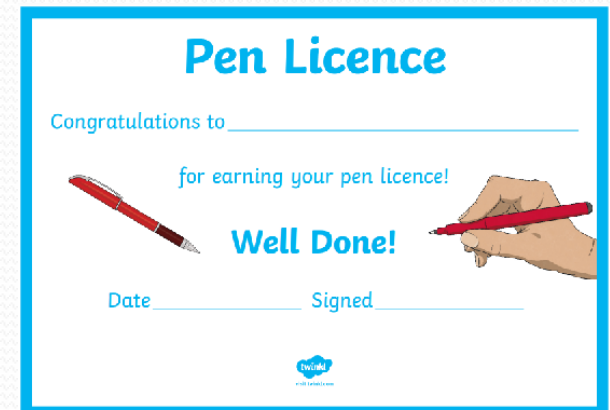 Pen Licence
Congratulations to
for earning your pen licence!
Well Done!
Date Signed
twinkl